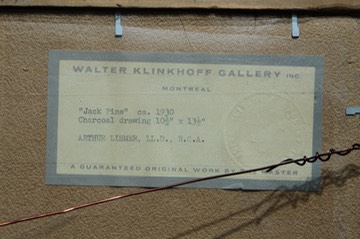 WALTER KLINKHOFF GALLERY INC.
MONTREAL
"Jack Pine" ca. 1930
Charcoal drawing 10½" x 13½"
ARTHUR LISMER, LL.D., R.C.A.
A GUARANTEED ORIGINAL WORK BY THE MASTER